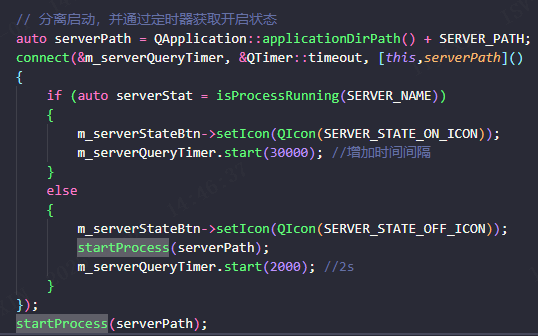 // 分离启动，并通过定时器获取开启状态
auto serverPath = QApplication::applicationDirPath() + SERVER_PATH;
connect(&m_serverQueryTimer, &QTimer::timeout, [this,serverPath]()
{
    if (auto serverStat = isProcessRunning(SERVER_NAME))
    {
        m_serverStateBtn->setIcon(QIcon(SERVER_STATE_ON_ICON));
        m_serverQueryTimer.start(30000); //增加时间间隔
    }
    else
    {
        m_serverStateBtn->setIcon(QIcon(SERVER_STATE_OFF_ICON));
        startProcess(serverPath);
        m_serverQueryTimer.start(2000); //2s
    }
});
startProcess(serverPath);